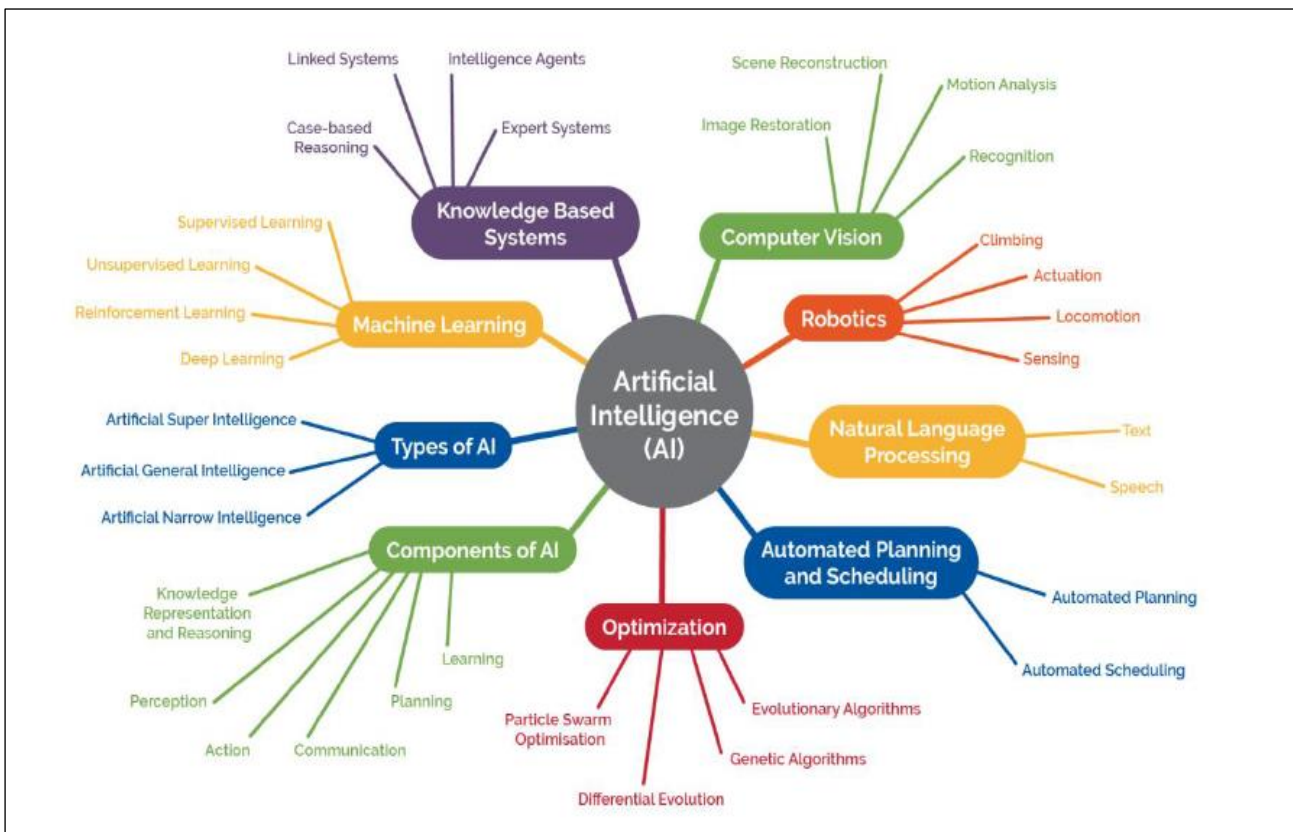 Linked Systems
Intelligence Agents
Case-based
Reasoning
Expert Systems
Knowledge Based
Systems
Scene Reconstruction
Motion Analysis
Image Restoration
Recognition
Computer Vision
Supervised Learning
Unsupervised Learning
Reinforcement Learning
Deep Learning
Machine Learning
Climbing
Actuation
Locomotion
Sensing
Robotics
Artificial
Intelligence
(AI)
Artificial Super Intelligence
Artificial General Intelligence
Artificial Narrow Intelligence
Types of AI
Natural Language
Processing
Text
Speech
Components of AI
Knowledge
Representation
and Reasoning
Perception
Action
Communication
Planning
Learning
Optimization
Particle Swarm
Optimisation
Differential Evolution
Genetic Algorithms
Evolutionary Algorithms
Automated Planning
and Scheduling
Automated Planning
Automated Scheduling